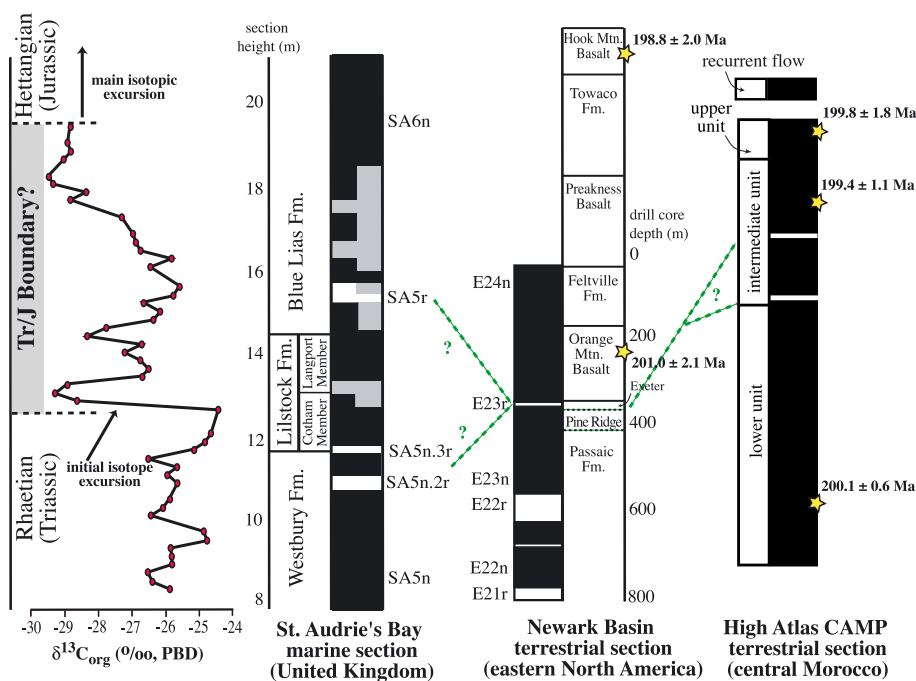 Hettangian
(Jurassic)
main isotopic
excursion
Tr/J Boundary?
initial isotope
excursion
Rhaetian
(Triassic)
-30 -29 -28 -27 -26 -25 -24
δ13Corg (o/oo, PBD)
section
height (m)
20
18
16
14
12
10
8
Blue Lias Fm.
Lilstock Fm.
Langport
Member
Cotham
Member
Westbury Fm.
SA6n
SA5r
SA5n.3r
SA5n.2r
SA5n
?
?
St. Audrie's Bay
marine section
(United Kingdom)
E24n
E23r
E23n
E22r
E22n
E21r
Hook Mtn.
Basalt
Towaco
Fm.
Preakness
Basalt
Feltville
Fm.
Orange
Mtn.
Basalt
Exeter
Pine Ridge
Passaic
Fm.
198.8 ± 2.0 Ma
201.0 ± 2.1 Ma
drill core
depth (m)
0
200
400
600
800
Newark Basin
terrestrial section
(eastern North America)
?
recurrent flow
upper
unit
intermediate unit
lower unit
199.8 ± 1.8 Ma
199.4 ± 1.1 Ma
200.1 ± 0.6 Ma
High Atlas CAMP
terrestrial section
(central Morocco)